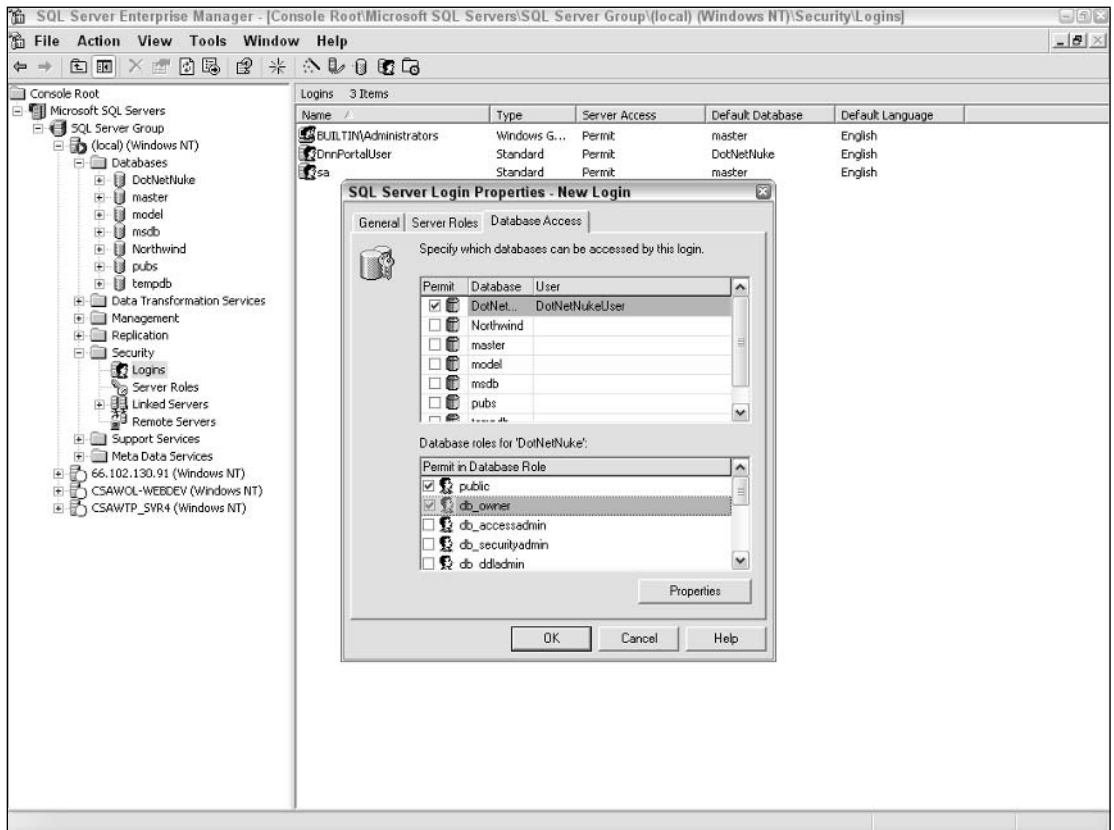 SQL Server Enterprise Manager - [Console Root\Microsoft SQL Servers\SQL Server Group\(local) (Windows NT)\Security\Logins]
File Action View Tools Window Help
Console Root
Microsoft SQL Servers
SQL Server Group
(local) (Windows NT)
Databases
DotNetNuke
master
model
msdb
Northwind
pubs
tempdb
Data Transformation Services
Management
Replication
Security
Logins
Server Roles
Linked Servers
Remote Servers
Support Services
Meta Data Services
66.102.130.91 (Windows NT)
CSAWOL-WEBDEV (Windows NT)
CSAWTP_SVR4 (Windows NT)
Logins 3 Items
Name Type Server Access Default Database Default Language
BUILTIN\Administrators Windows G... Permit master English
DnnPortalUser Standard Permit DotNetNuke English
sa Standard Permit master English
SQL Server Login Properties - New Login
General Server Roles Database Access
Specify which databases can be accessed by this login.
Permit Database User
DotNet... DotNetNukeUser
Northwind
master
model
msdb
pubs
Database roles for 'DotNetNuke':
Permit in Database Role
public
db_owner
db_accessadmin
db_securityadmin
db_ddladmin
Properties
OK Cancel Help